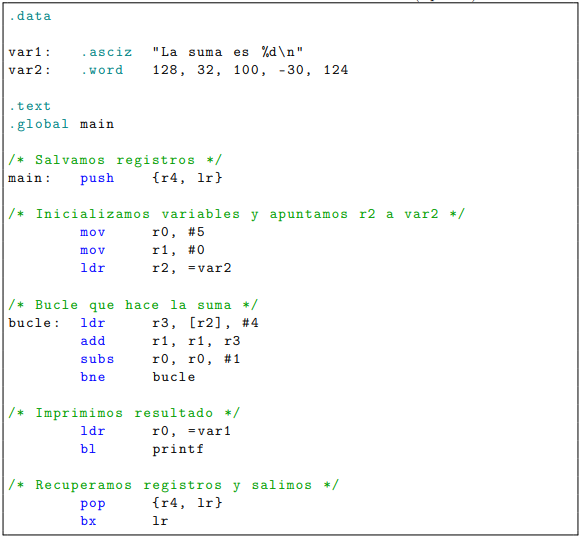 .data
var1: .asciz "La suma es %d\n"
var2: .word 128, 32, 100, -30, 124
.text
.global main
/* Salvamos registros */
main: push {r4, lr}
/* Inicializamos variables y apuntamos r2 a var2 */
mov r0, #5
mov r1, #0
ldr r2, =var2
/* Bucle que hace la suma */
bucle: ldr r3, [r2], #4
add r1, r1, r3
subs r0, r0, #1
bne bucle
/* Imprimimos resultado */
ldr r0, =var1
bl printf
/* Recuperamos registros y salimos */
pop {r4, lr}
bx lr